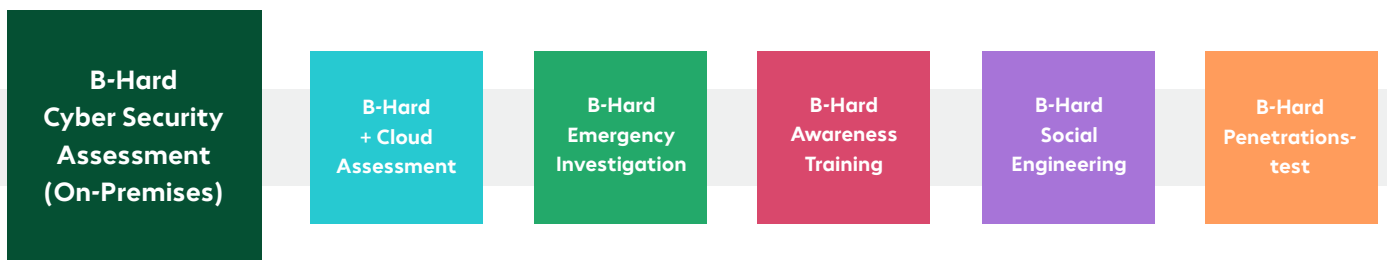 B-Hard
Cyber Security
Assessment
(On-Premises)
B-Hard
+ Cloud
Assessment
B-Hard
Emergency
Investigation
B-Hard
Awareness
Training
B-Hard
Social
Engineering
B-Hard
Penetrations-
test